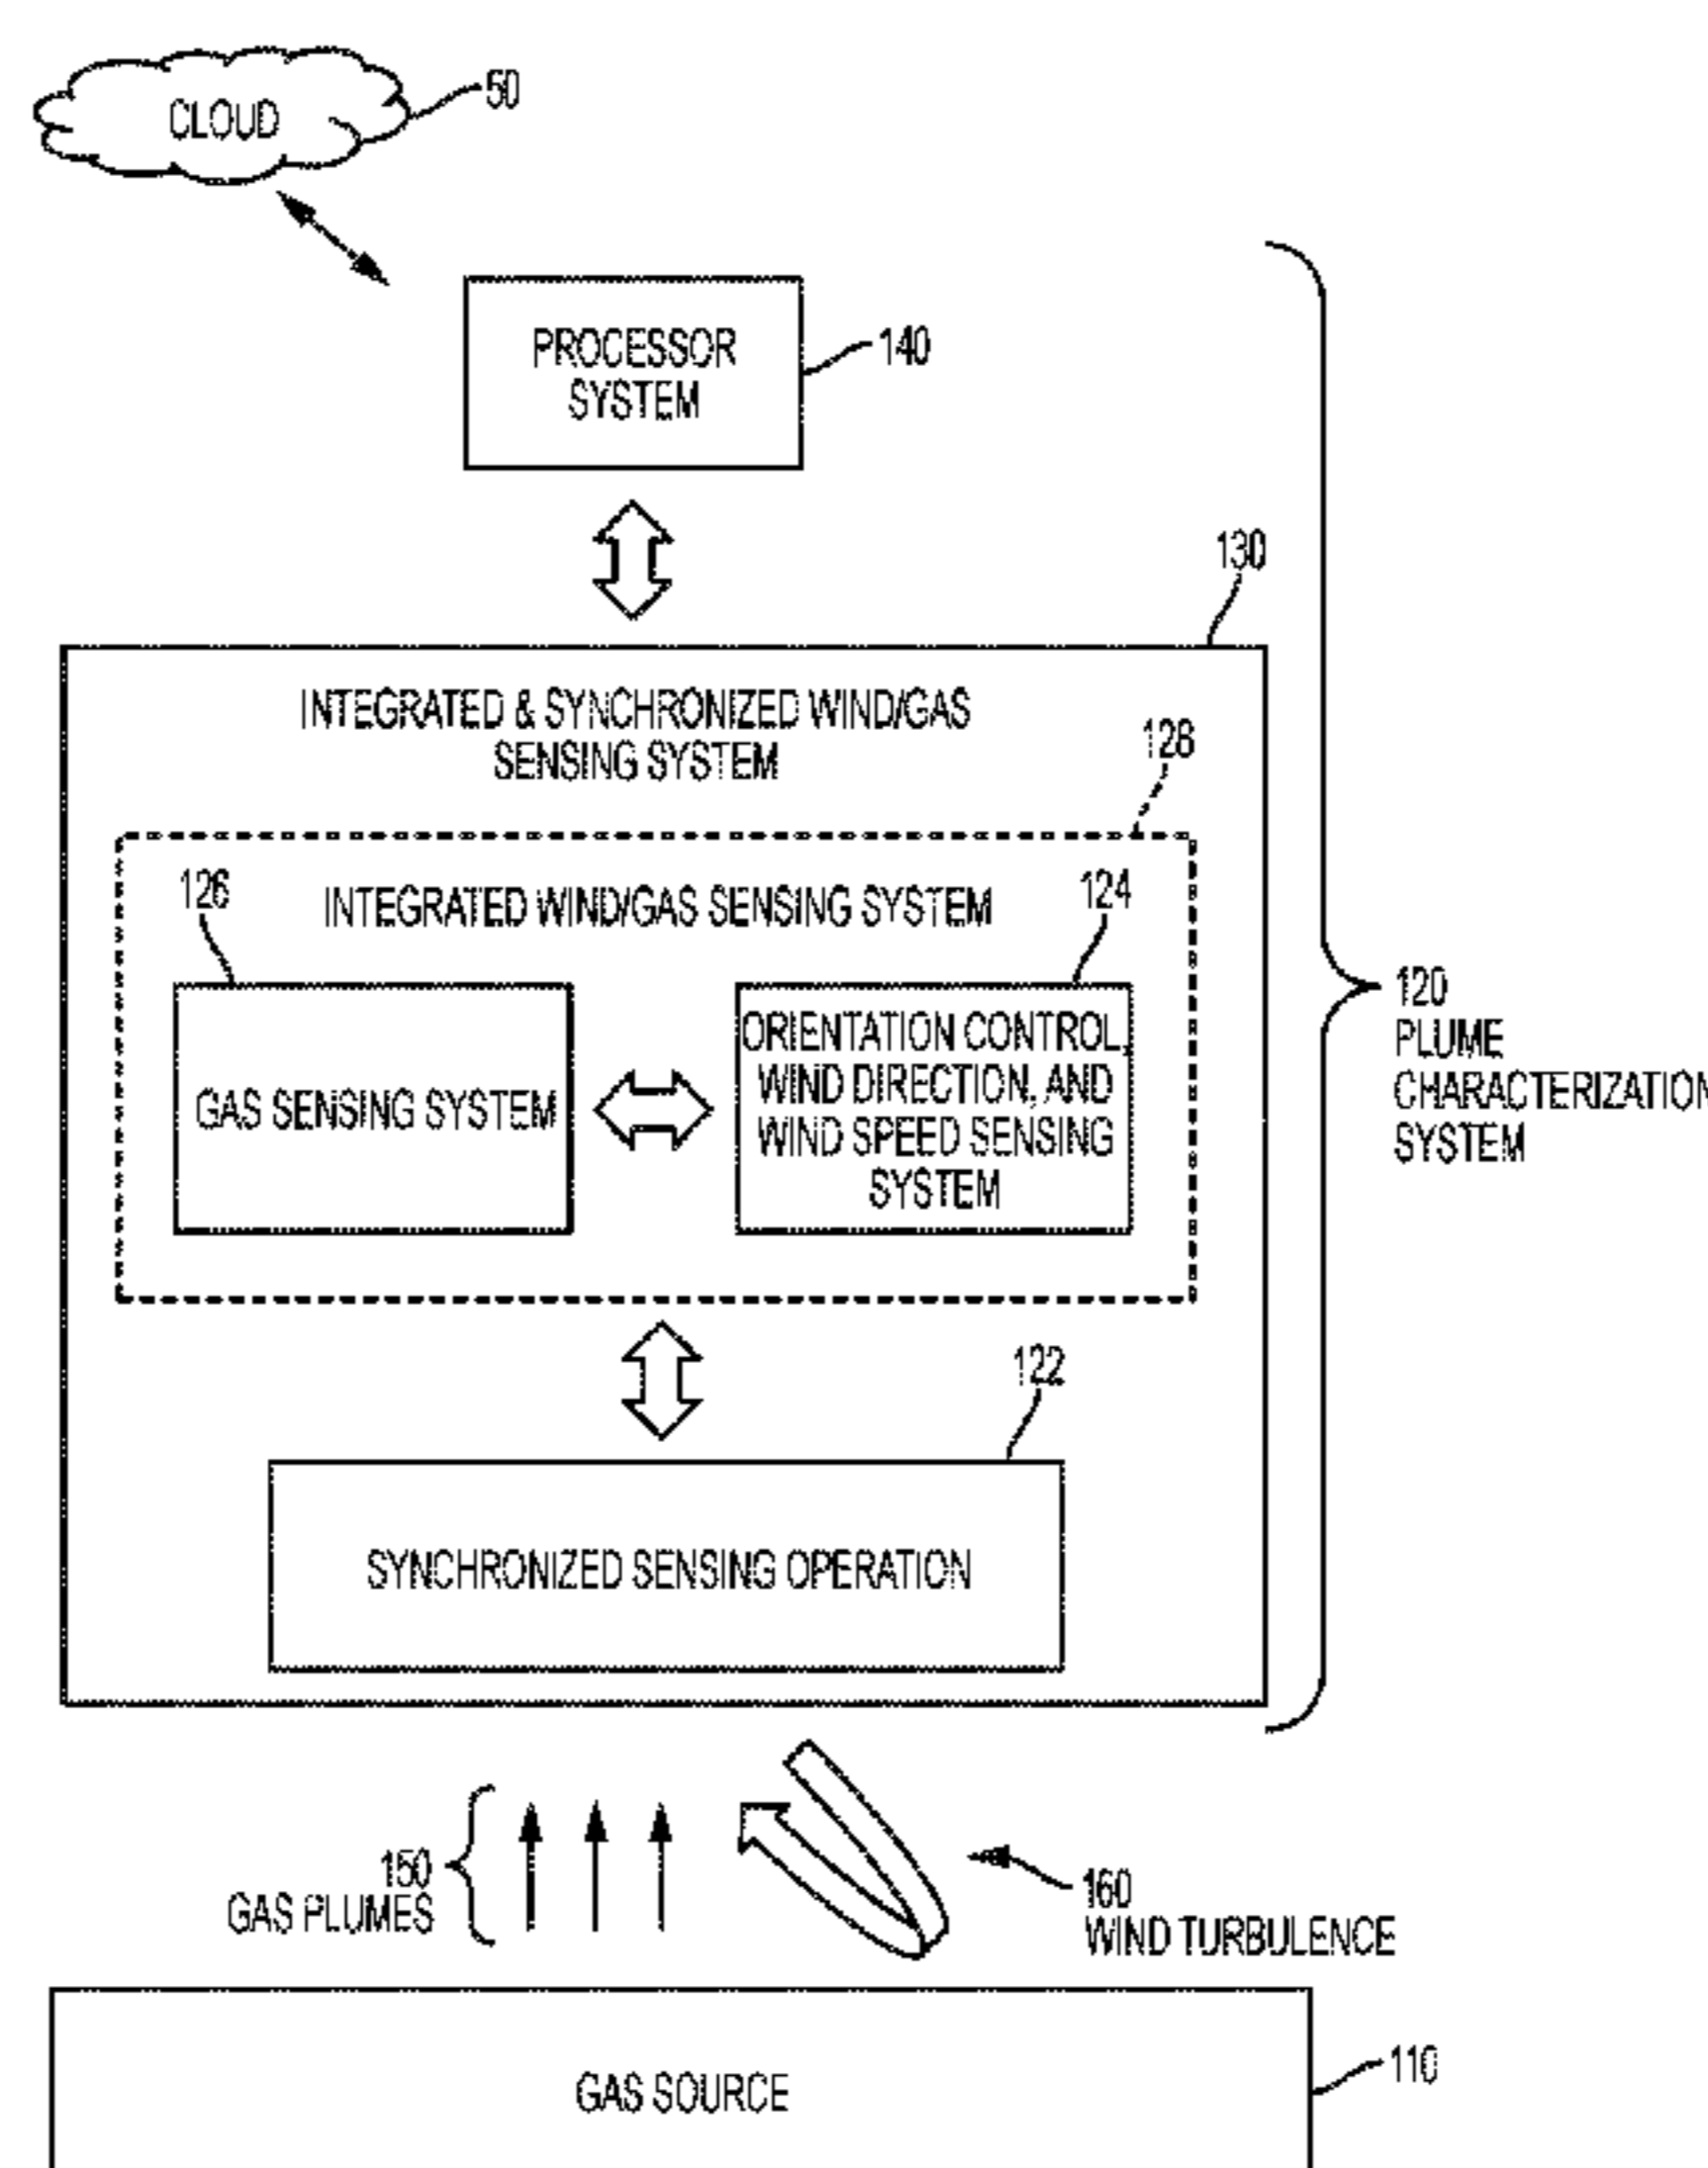 CLOUD
50
PROCESSOR
SYSTEM
140
130
INTEGRATED & SYNCHRONIZED WIND/GAS
SENSING SYSTEM
128
126
INTEGRATED WIND/GAS SENSING SYSTEM
124
GAS SENSING SYSTEM
ORIENTATION CONTROL,
WIND DIRECTION, AND
WIND SPEED SENSING
SYSTEM
120
PLUME
CHARACTERIZATION
SYSTEM
122
SYNCHRONIZED SENSING OPERATION
150
GAS PLUMES
160
WIND TURBULENCE
GAS SOURCE
110